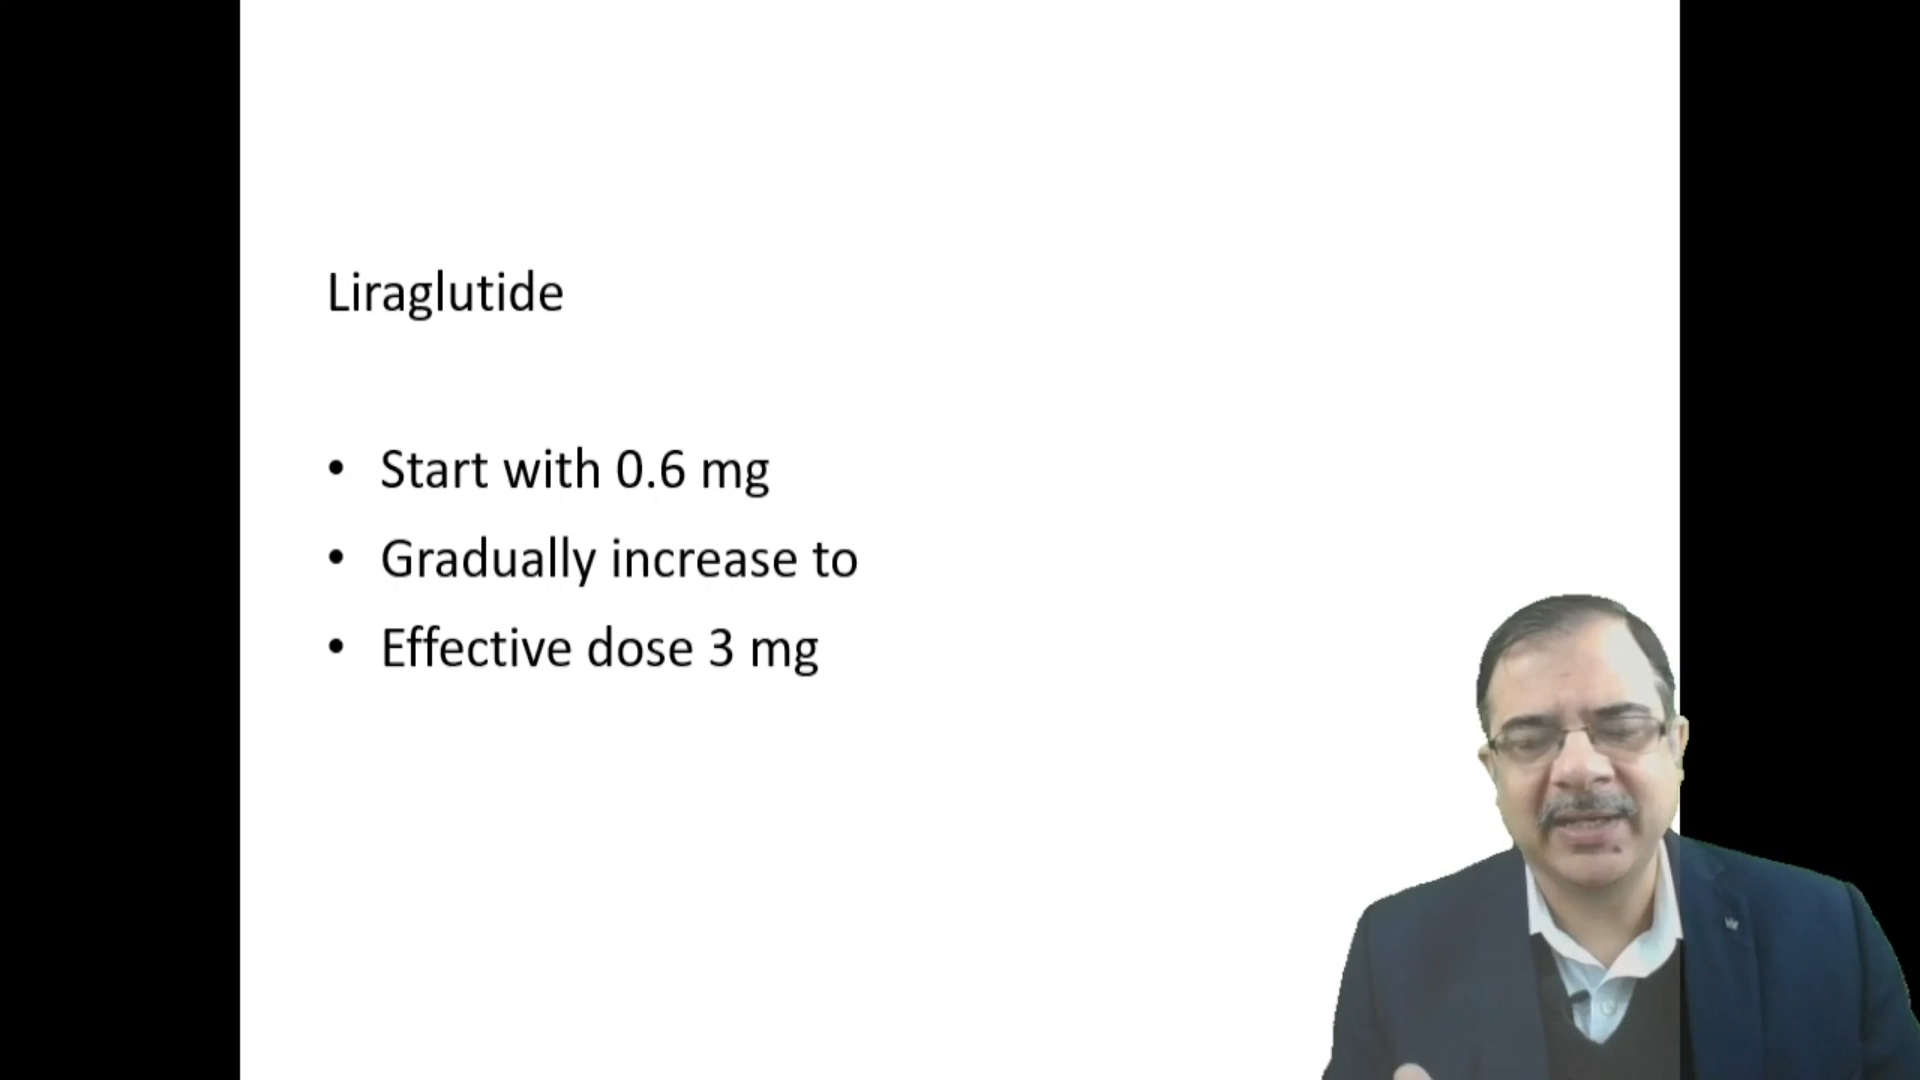 Liraglutide
• Start with 0.6 mg
• Gradually increase to
• Effective dose 3 mg